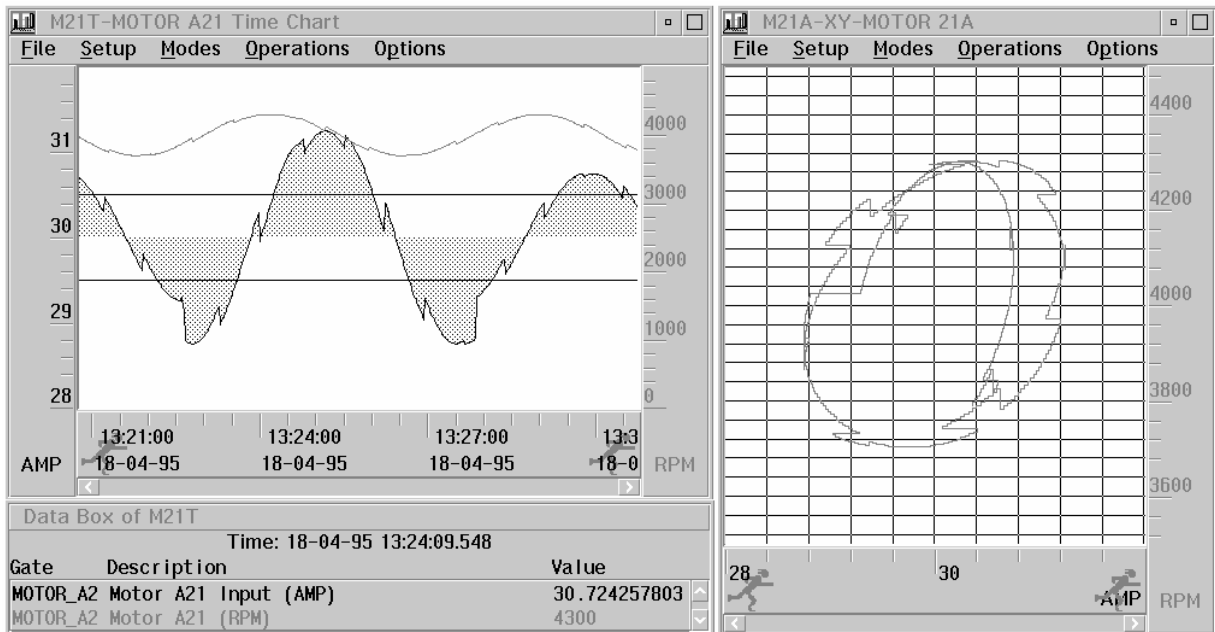 M21T-MOTOR A21 Time Chart
File Setup Modes Operations Options
31
30
29
28
4000
3000
2000
1000
0
13:21:00 13:24:00 13:27:00 13:3
AMP 18-04-95 18-04-95 18-04-95 18-0 RPM
Data Box of M21T
Time: 18-04-95 13:24:09.548
Gate Description Value
MOTOR_A2 Motor A21 Input (AMP) 30.724257803
MOTOR_A2 Motor A21 (RPM) 4300
M21A-XY-MOTOR 21A
File Setup Modes Operations Options
4400
4200
4000
3800
3600
28 30
AMP RPM